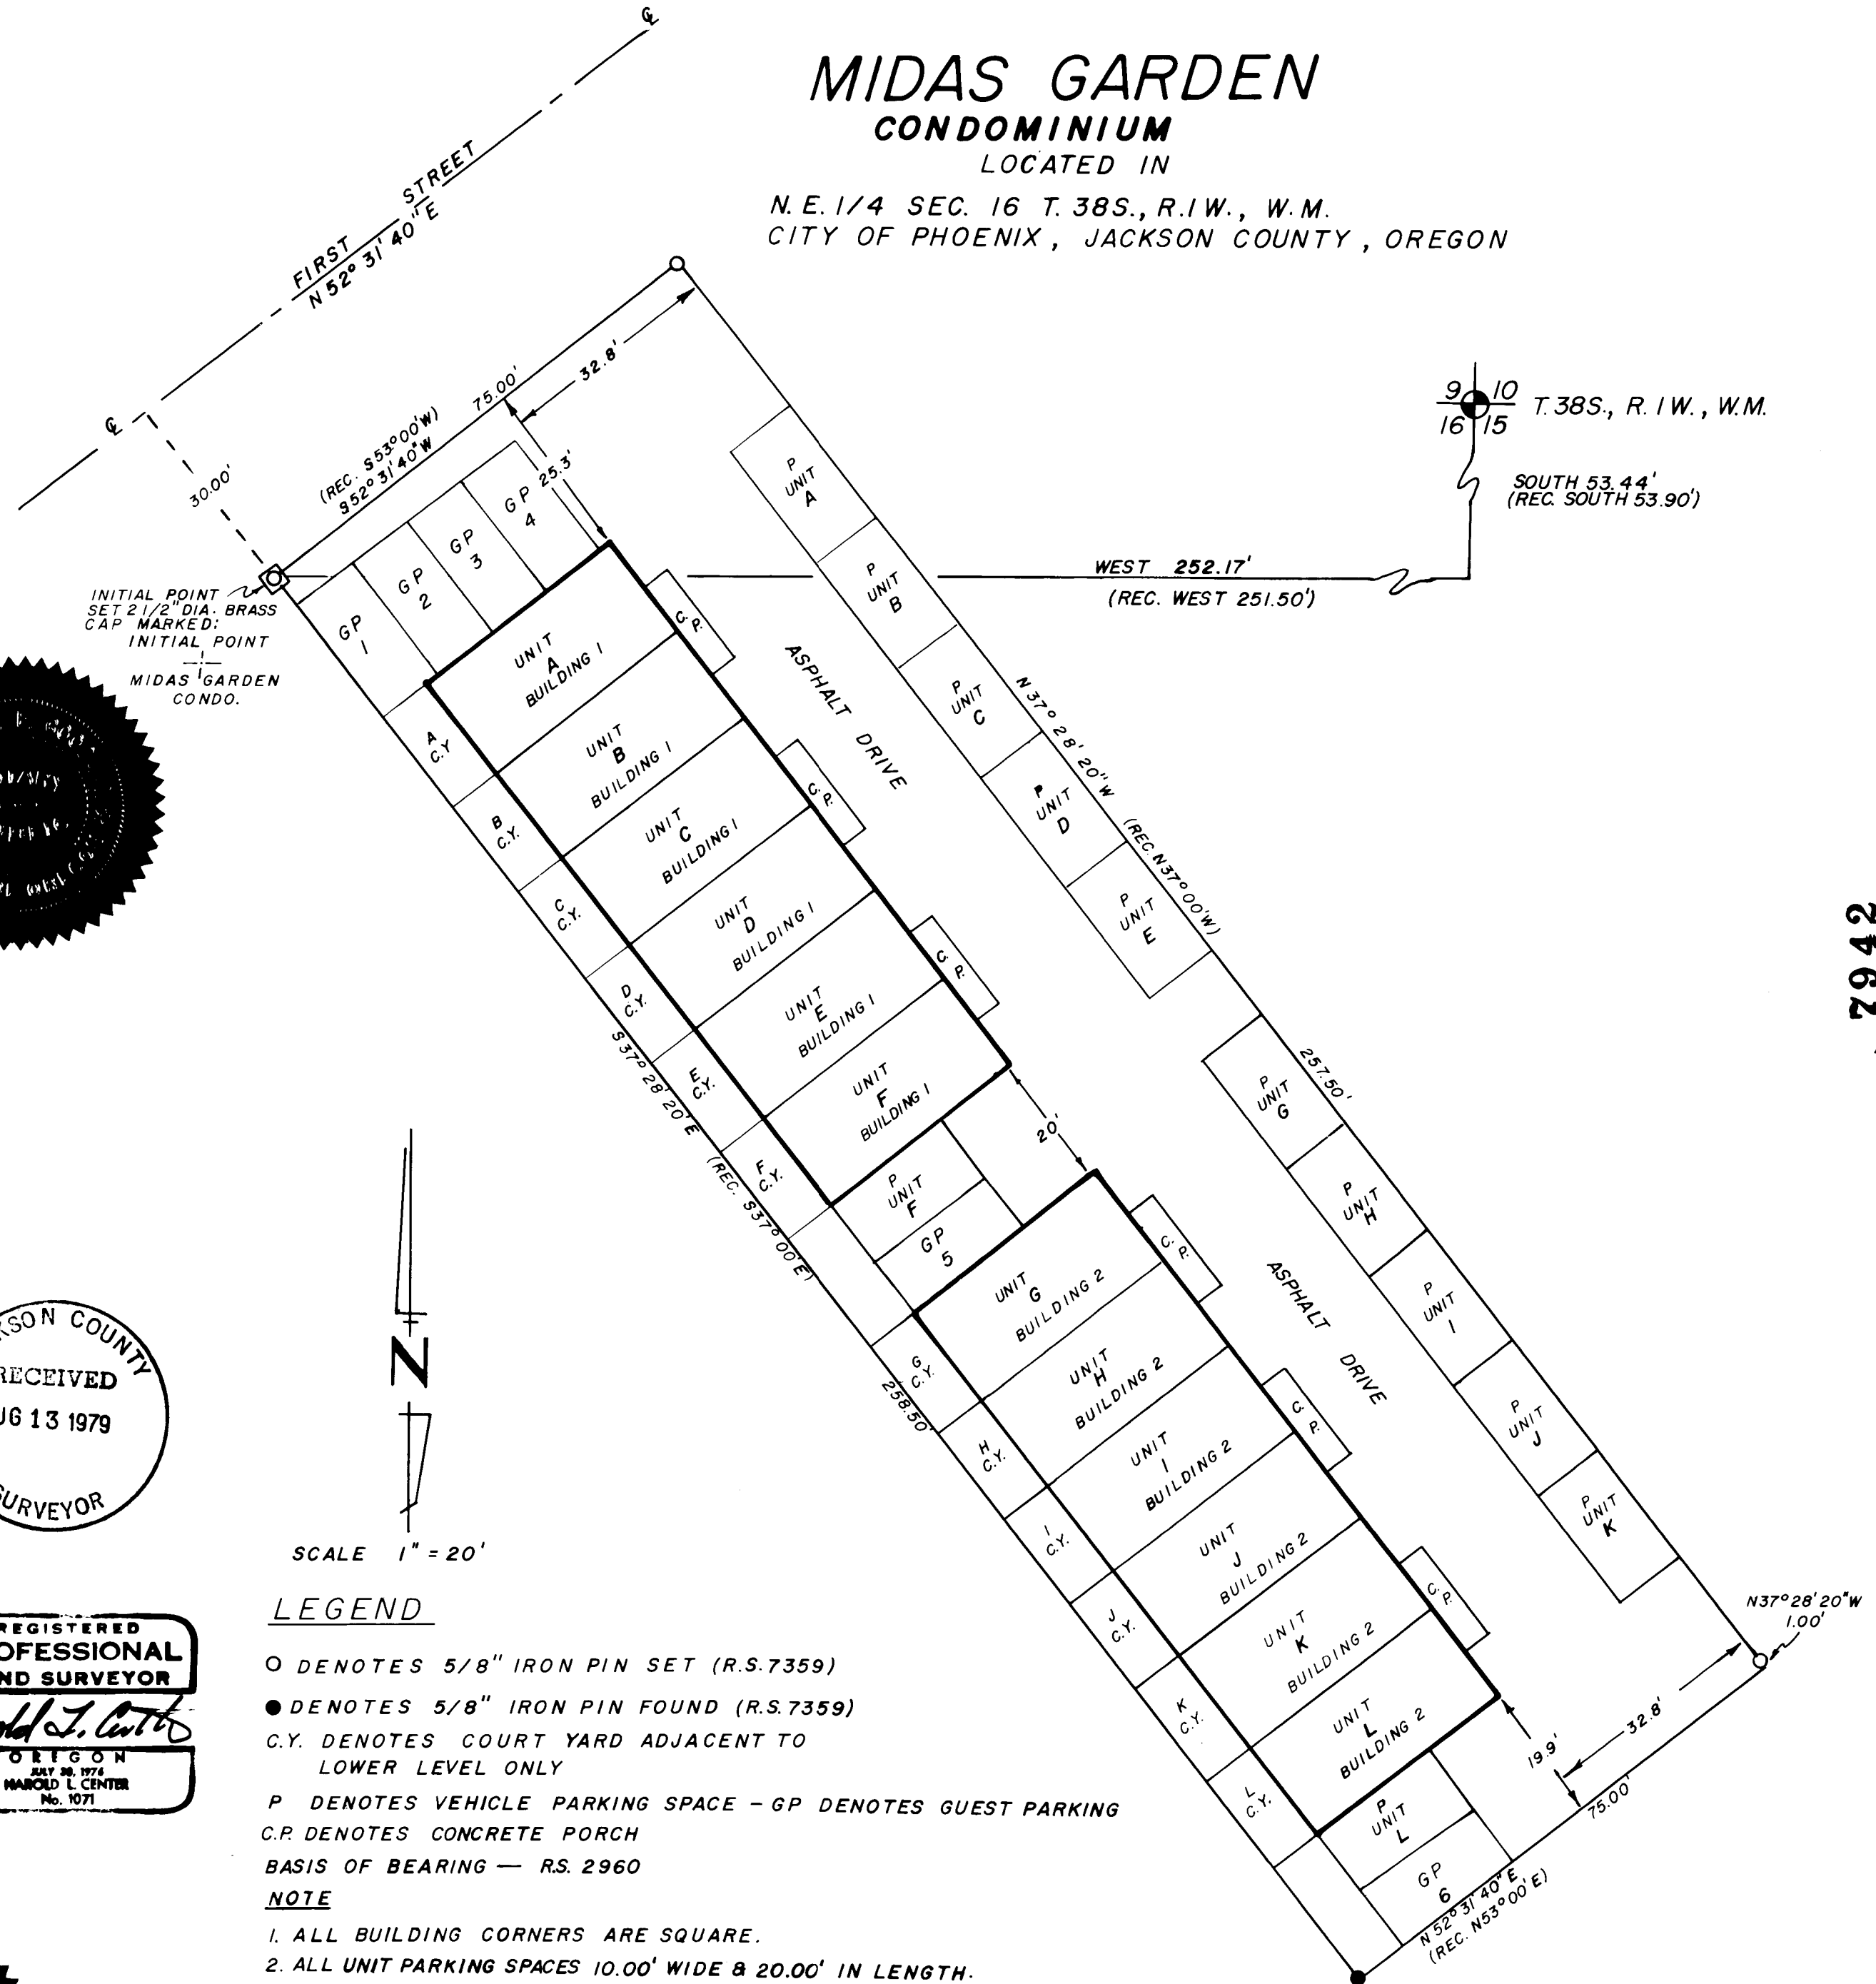 MIDAS GARDEN
CONDOMINIUM
LOCATED IN
N.E. 1/4 SEC. 16 T. 38S., R.1W., W.M.
CITY OF PHOENIX, JACKSON COUNTY, OREGON
℄
FIRST STREET
N 52° 31' 40" E
℄
30.00'
(REC. S53°00'W)
S52°31'40"W
75.00'
32.8'
25.3'
9 10
16 15
T.38S., R.1W., W.M.
SOUTH 53.44'
(REC. SOUTH 53.90')
WEST 252.17'
(REC. WEST 251.50')
INITIAL POINT
SET 2 1/2" DIA. BRASS
CAP MARKED:
INITIAL POINT
MIDAS GARDEN
CONDO.
GP
1
GP
2
GP
3
GP
4
UNIT
A
BUILDING 1
UNIT
B
BUILDING 1
UNIT
C
BUILDING 1
UNIT
D
BUILDING 1
UNIT
E
BUILDING 1
UNIT
F
BUILDING 1
C.P.
C.P.
C.P.
A
C.Y
B
C.Y.
C
C.Y.
D
C.Y.
E
C.Y.
F
C.Y.
P
UNIT
A
P
UNIT
B
P
UNIT
C
P
UNIT
D
P
UNIT
E
ASPHALT DRIVE
N 37° 28' 20" W
(REC. N37°00'W)
257.50'
S 37° 28' 20" E
(REC. S37°00'E)
258.50'
P
UNIT
F
GP
5
20'
UNIT
G
BUILDING 2
UNIT
H
BUILDING 2
UNIT
I
BUILDING 2
UNIT
J
BUILDING 2
UNIT
K
BUILDING 2
UNIT
L
BUILDING 2
C.P.
C.P.
C.P.
G
C.Y.
H
C.Y.
I
C.Y.
J
C.Y.
K
C.Y.
L
C.Y.
P
UNIT
G
P
UNIT
H
P
UNIT
I
P
UNIT
J
P
UNIT
K
ASPHALT DRIVE
P
UNIT
L
GP
6
19.9'
32.8'
75.00'
N37°28'20"W
1.00'
N 52° 31' 40" E
(REC. N53°00'E)
7942
N
SCALE 1" = 20'
KSON COUNTY
RECEIVED
UG 13 1979
SURVEYOR
REGISTERED
OFESSIONAL
ND SURVEYOR
OREGON
JULY 30, 1976
HAROLD L. CENTER
No. 1071
LEGEND
O DENOTES 5/8" IRON PIN SET (R.S. 7359)
● DENOTES 5/8" IRON PIN FOUND (R.S. 7359)
C.Y. DENOTES COURT YARD ADJACENT TO
LOWER LEVEL ONLY
P DENOTES VEHICLE PARKING SPACE - GP DENOTES GUEST PARKING
C.P. DENOTES CONCRETE PORCH
BASIS OF BEARING — R.S. 2960
NOTE
1. ALL BUILDING CORNERS ARE SQUARE.
2. ALL UNIT PARKING SPACES 10.00' WIDE & 20.00' IN LENGTH.